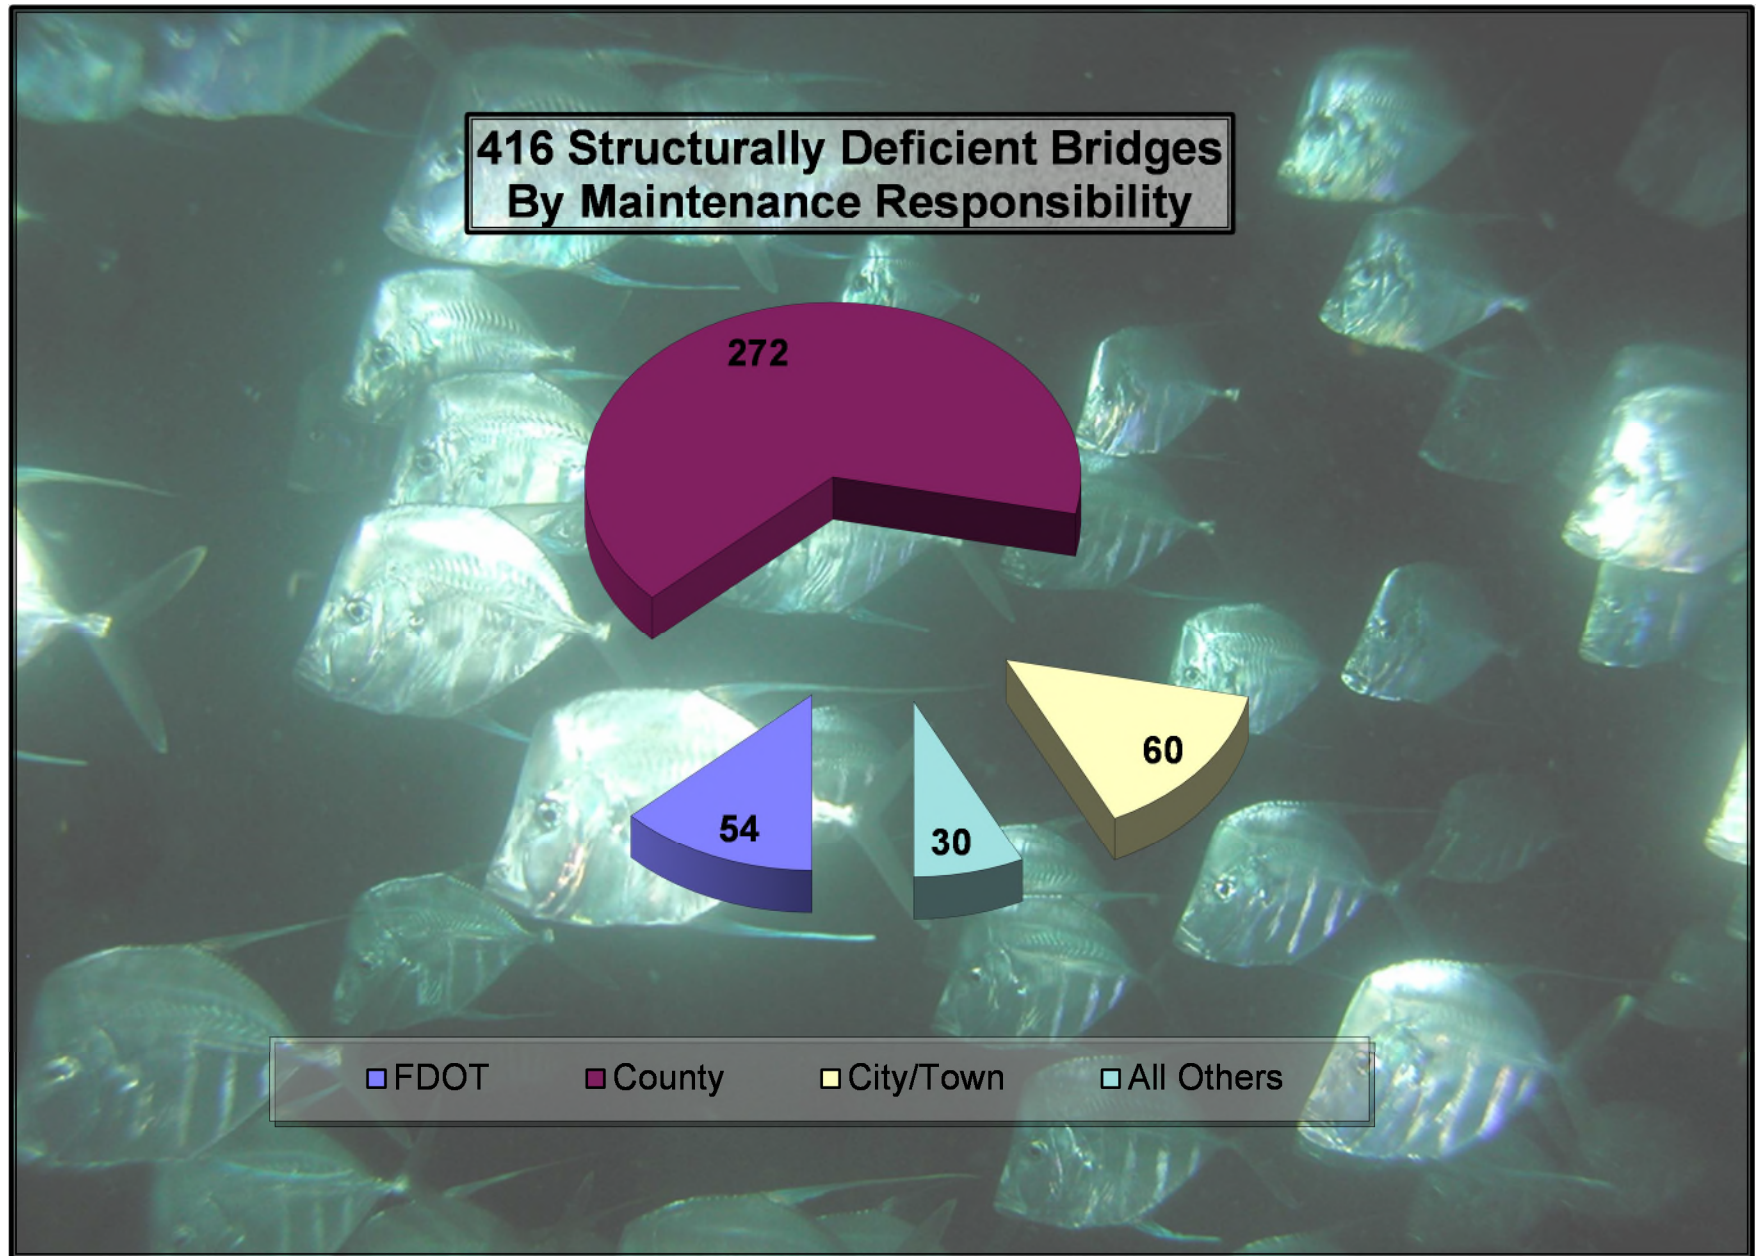 416 Structurally Deficient Bridges
By Maintenance Responsibility
272
60
54
30
FDOT
County
City/Town
All Others